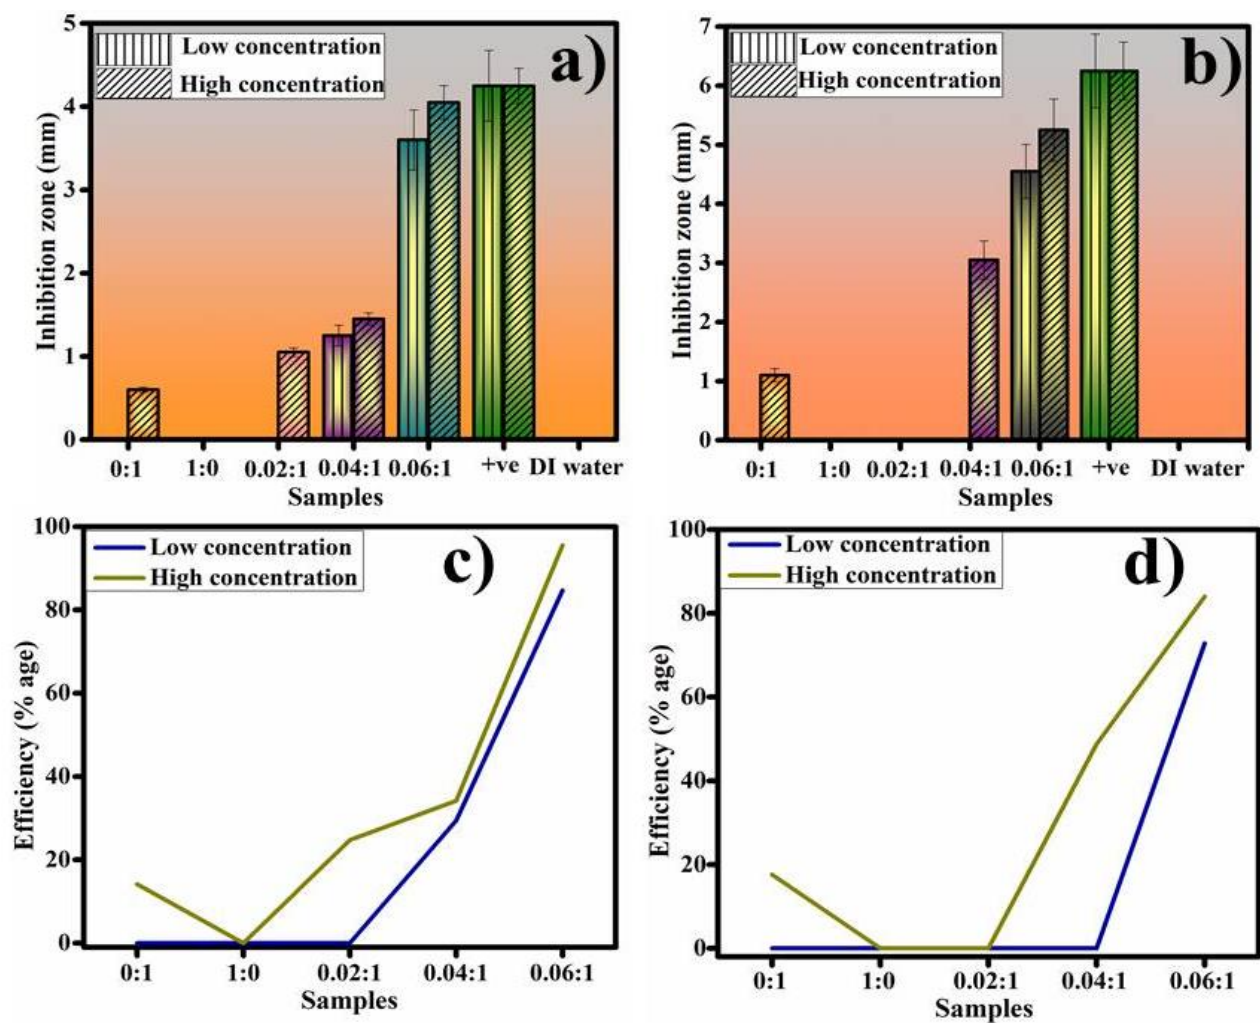 a)
Low concentration
High concentration
Inhibition zone (mm)
5
4
3
2
1
0
0:1 1:0 0.02:1 0.04:1 0.06:1 +ve DI water
Samples
b)
Low concentration
High concentration
Inhibition zone (mm)
7
6
5
4
3
2
1
0
0:1 1:0 0.02:1 0.04:1 0.06:1 +ve DI water
Samples
c)
Low concentration
High concentration
Efficiency (% age)
100
80
60
40
20
0
0:1 1:0 0.02:1 0.04:1 0.06:1
Samples
d)
Low concentration
High concentration
Efficiency (% age)
100
80
60
40
20
0
0:1 1:0 0.02:1 0.04:1 0.06:1
Samples